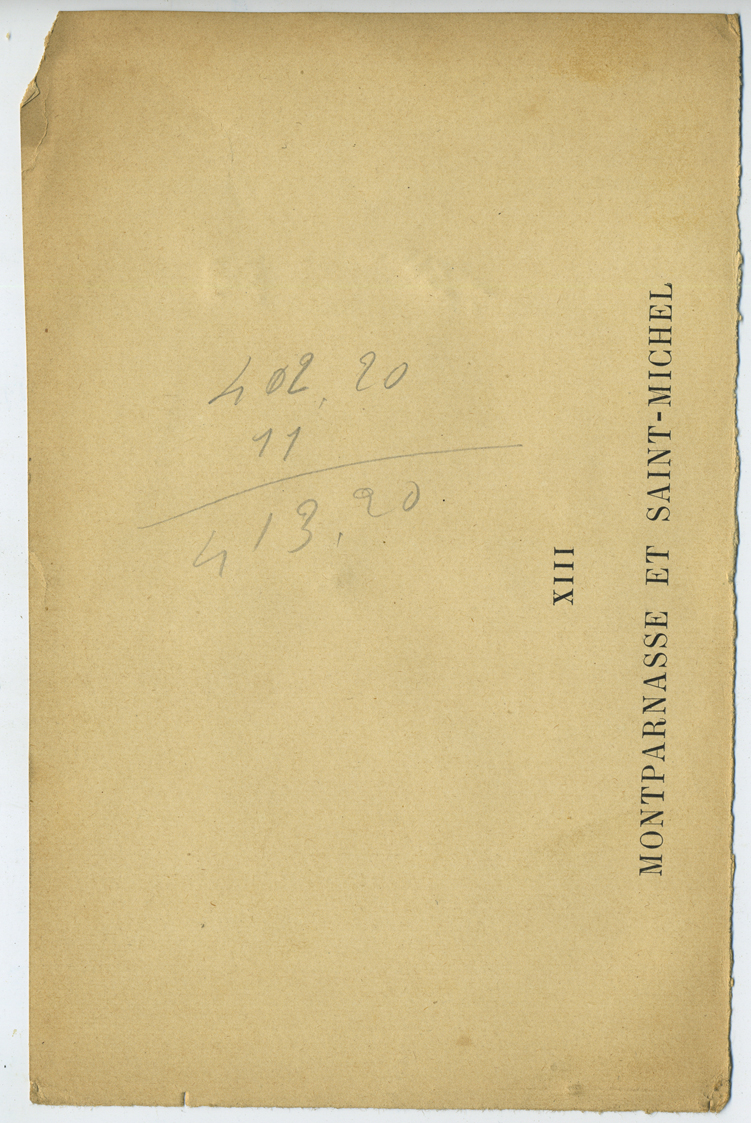 402,20
11
413,20
XIII
MONTPARNASSE ET SAINT-MICHEL